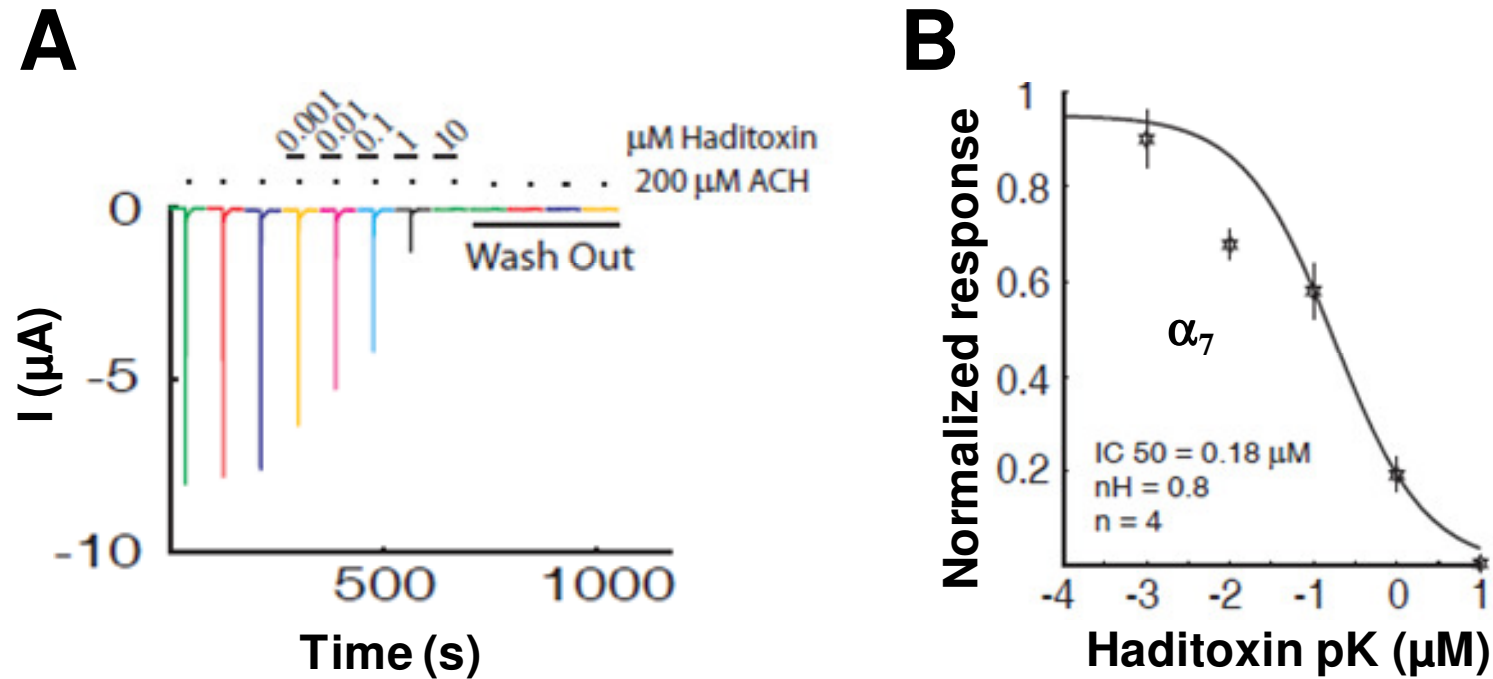 A
0.001
0.01
0.1
1
10
μM Haditoxin
200 μM ACH
0
-5
-10
I (μA)
Wash Out
500
1000
Time (s)
B
Normalized response
1
0.8
0.6
0.4
0.2
α7
IC 50 = 0.18 μM
nH = 0.8
n = 4
-4
-3
-2
-1
0
1
Haditoxin pK (μM)